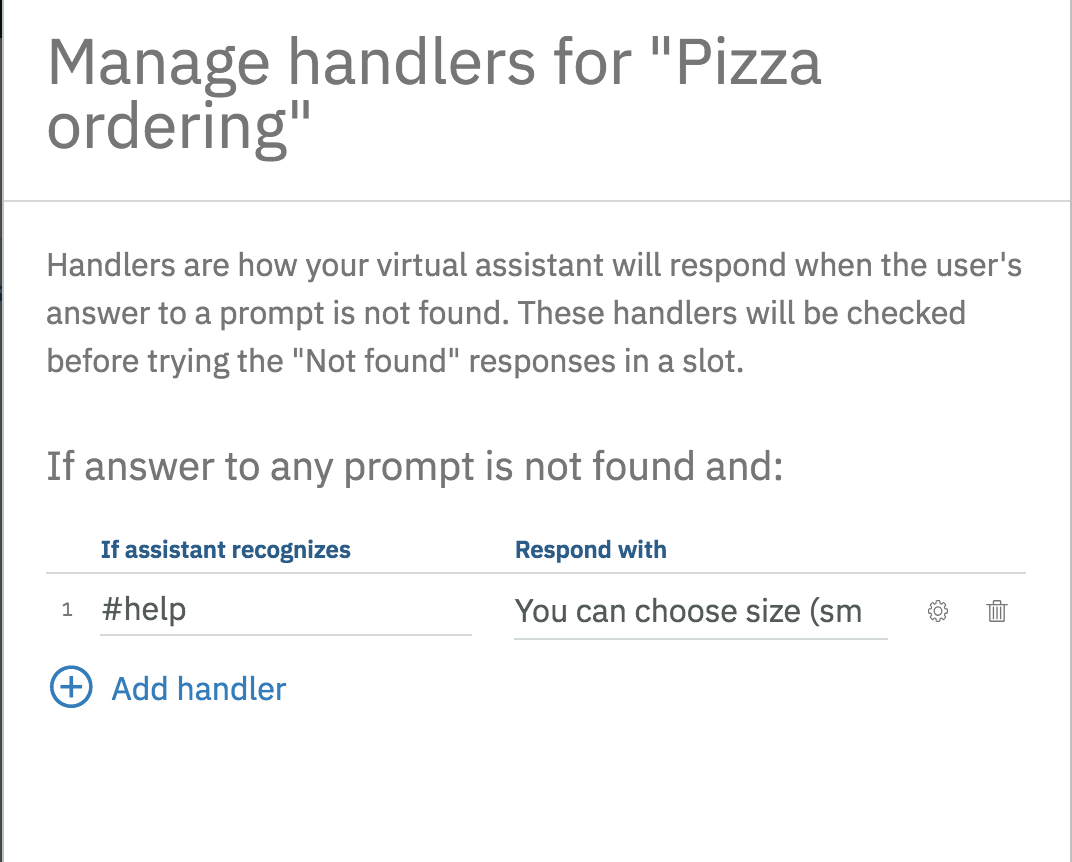 Manage handlers for "Pizza
ordering"
Handlers are how your virtual assistant will respond when the user's
answer to a prompt is not found. These handlers will be checked
before trying the "Not found" responses in a slot.
If answer to any prompt is not found and:
If assistant recognizes Respond with
1 #help You can choose size (sm
Add handler